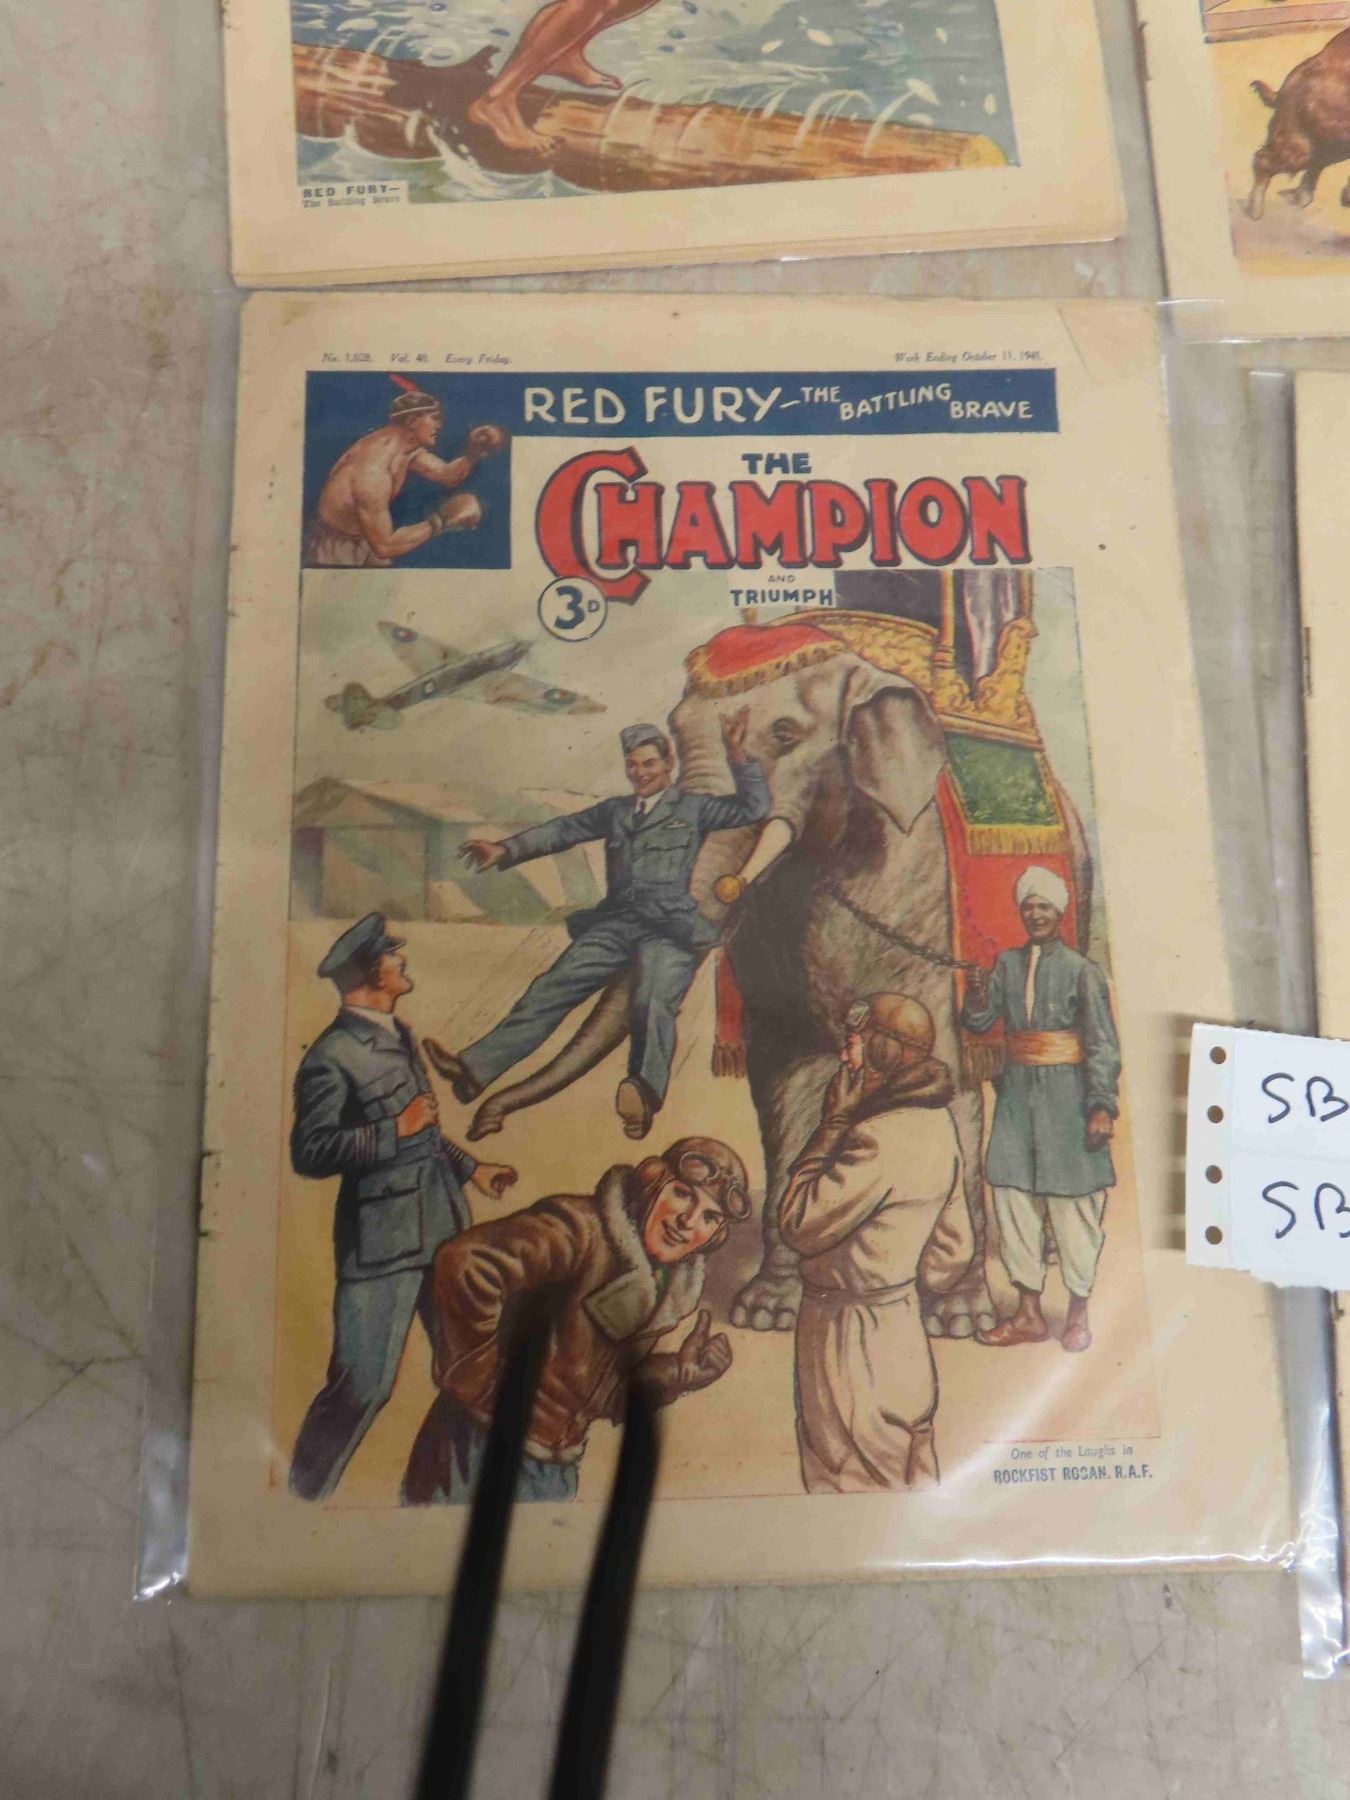 RED FURY—
The Battling Brave
No. 1,028. Vol. 40. Every Friday.
Week Ending October 11, 1941.
RED FURY—THE BATTLING BRAVE
THE
CHAMPION
AND
TRIUMPH
3D
One of the Laughs in
ROCKFIST ROGAN, R.A.F.
SB
SB